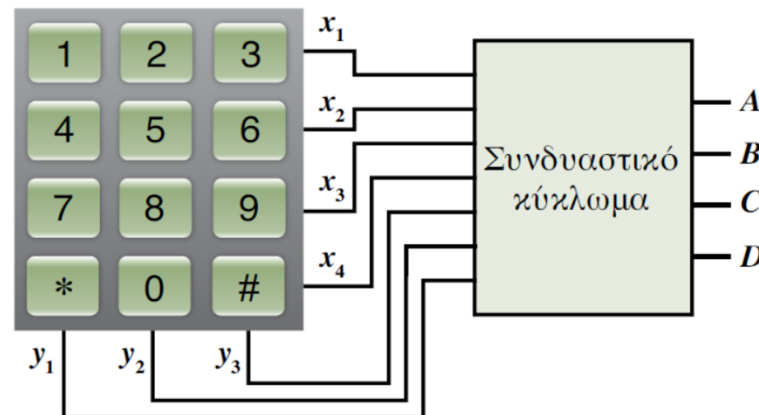 1 2 3 x₁
4 5 6 x₂
7 8 9 x₃
* 0 # x₄
y₁ y₂ y₃
Συνδυαστικό
κύκλωμα
A
B
C
D